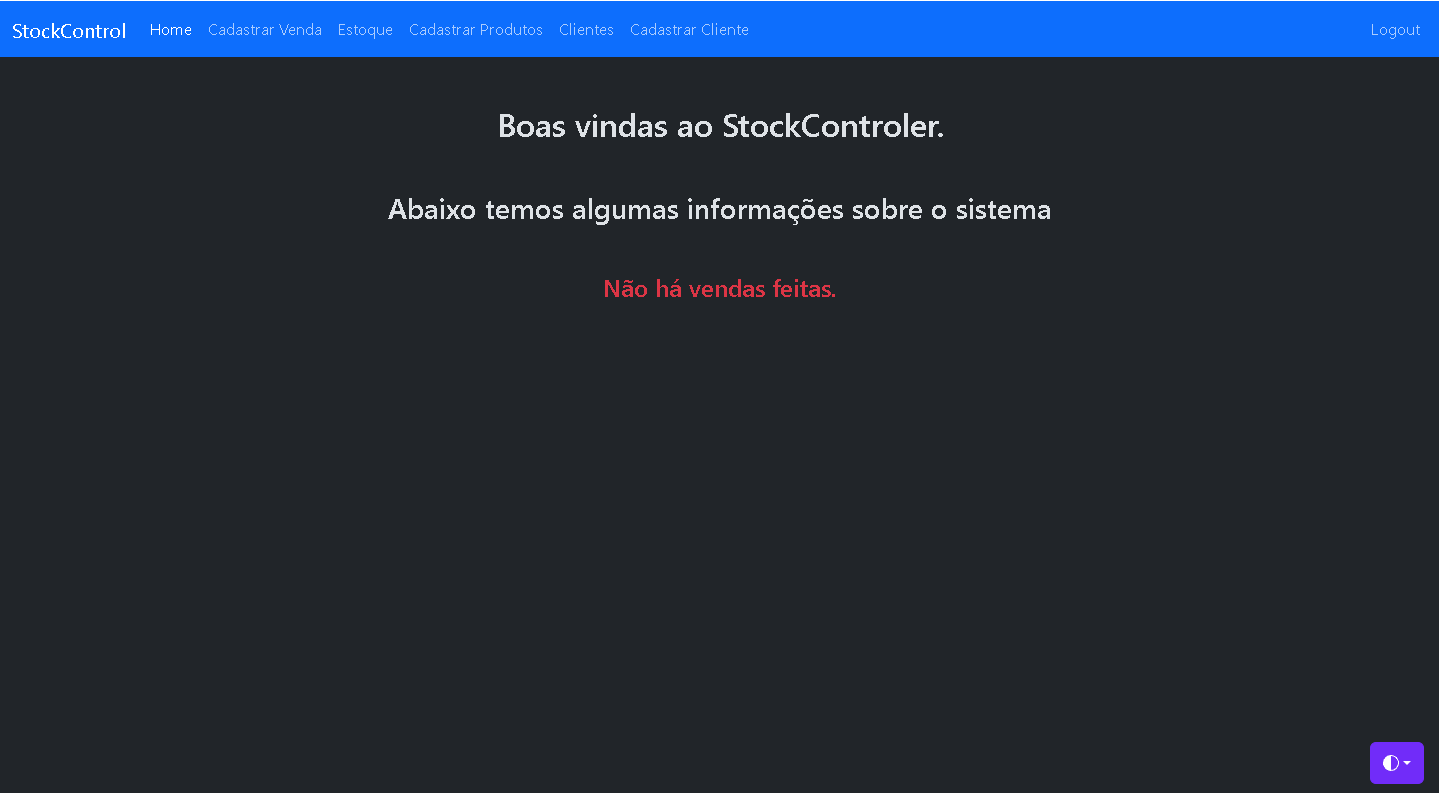 StockControl Home Cadastrar Venda Estoque Cadastrar Produtos Clientes Cadastrar Cliente Logout
Boas vindas ao StockControler.
Abaixo temos algumas informações sobre o sistema
Não há vendas feitas.